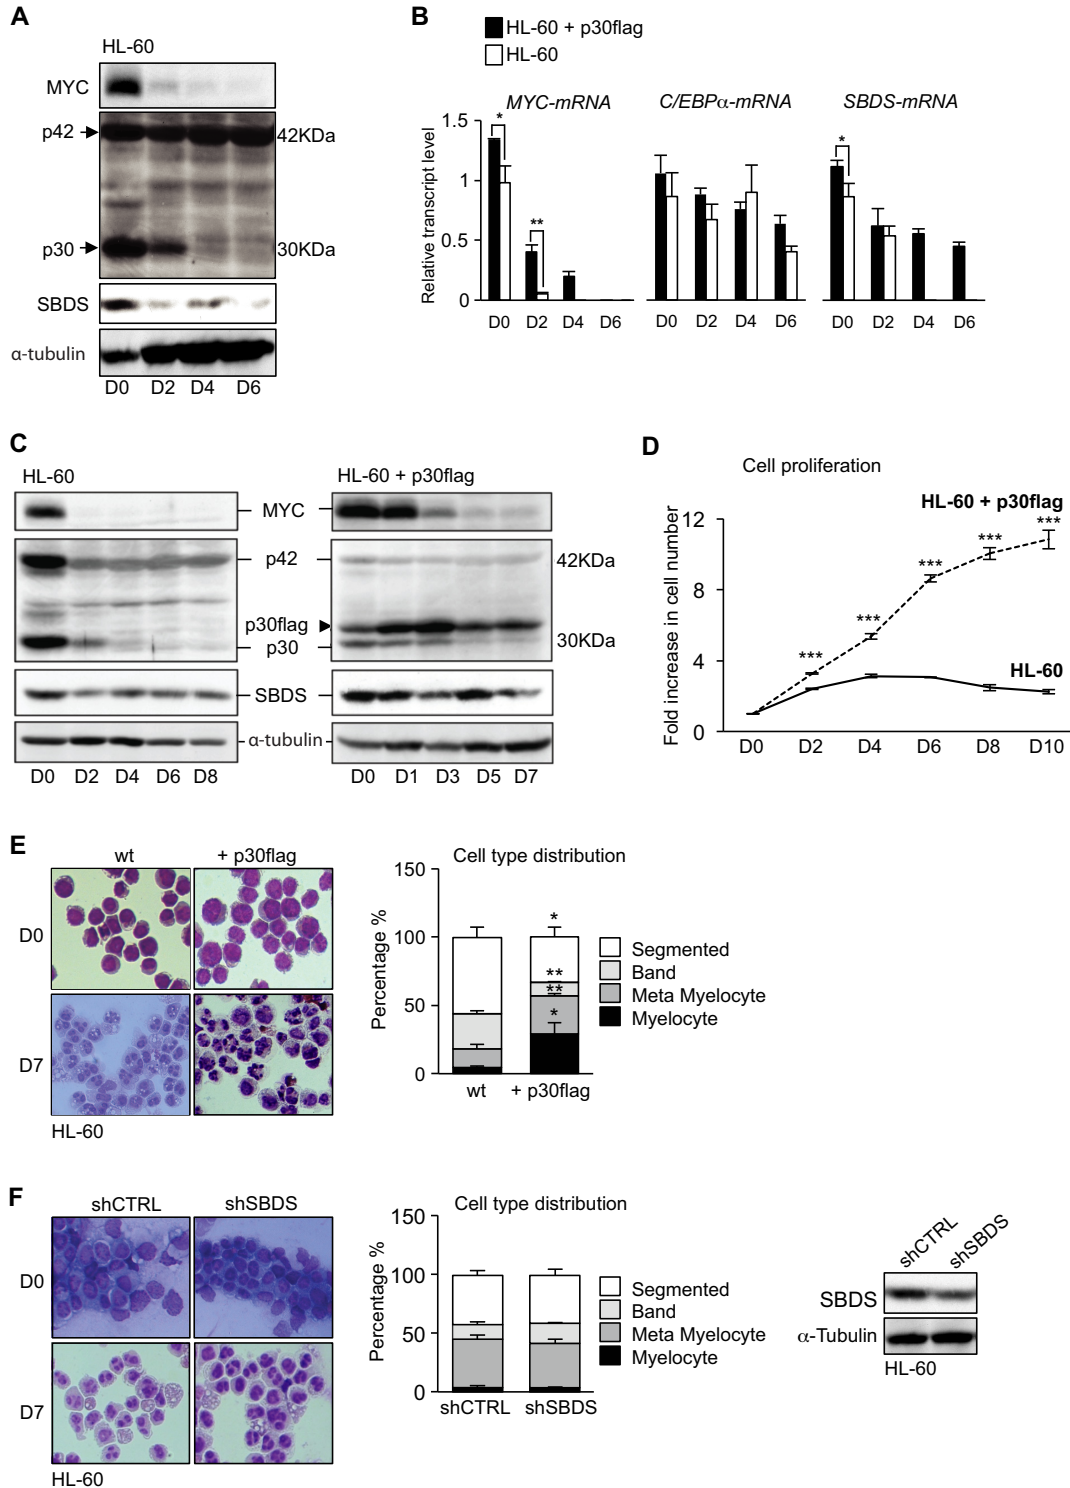 A
HL-60
MYC
p42
42KDa
p30
30KDa
SBDS
α-tubulin
D0 D2 D4 D6
B
HL-60 + p30flag
HL-60
MYC-mRNA C/EBPα-mRNA SBDS-mRNA
Relative transcript level
1.5
1
0.5
0
* ** *
D0 D2 D4 D6 D0 D2 D4 D6 D0 D2 D4 D6
C
HL-60 HL-60 + p30flag
MYC
p42 42KDa
p30flag
p30 30KDa
SBDS
α-tubulin
D0 D2 D4 D6 D8 D0 D1 D3 D5 D7
D
Cell proliferation
HL-60 + p30flag
Fold increase in cell number
12
8
4
0
*** *** *** *** ***
HL-60
D0 D2 D4 D6 D8 D10
E
wt + p30flag
D0
D7
HL-60
Cell type distribution
Percentage %
150
100
50
0
*
**
**
*
wt + p30flag
Segmented
Band
Meta Myelocyte
Myelocyte
F
shCTRL shSBDS
D0
D7
HL-60
Cell type distribution
Percentage %
150
100
50
0
shCTRL shSBDS
Segmented
Band
Meta Myelocyte
Myelocyte
shCTRL shSBDS
SBDS
α-Tubulin
HL-60